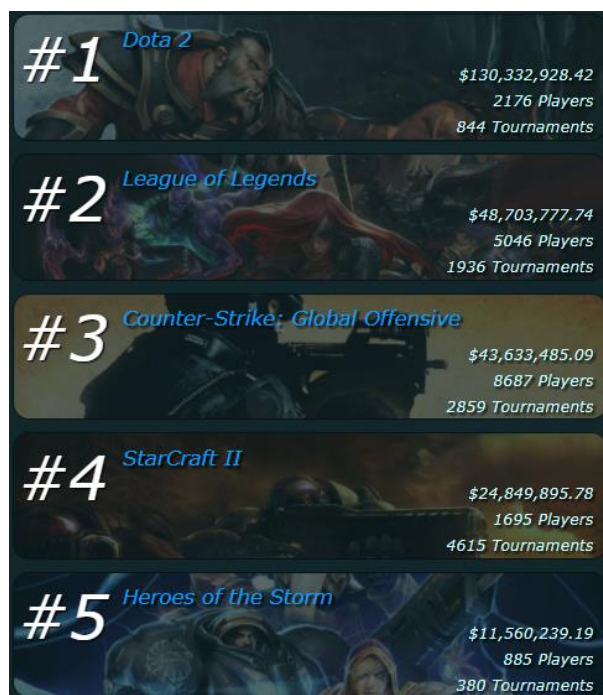 #1
Dota 2
$130,332,928.42
2176 Players
844 Tournaments
#2
League of Legends
$48,703,777.74
5046 Players
1936 Tournaments
#3
Counter-Strike: Global Offensive
$43,633,485.09
8687 Players
2859 Tournaments
#4
StarCraft II
$24,849,895.78
1695 Players
4615 Tournaments
#5
Heroes of the Storm
$11,560,239.19
885 Players
380 Tournaments